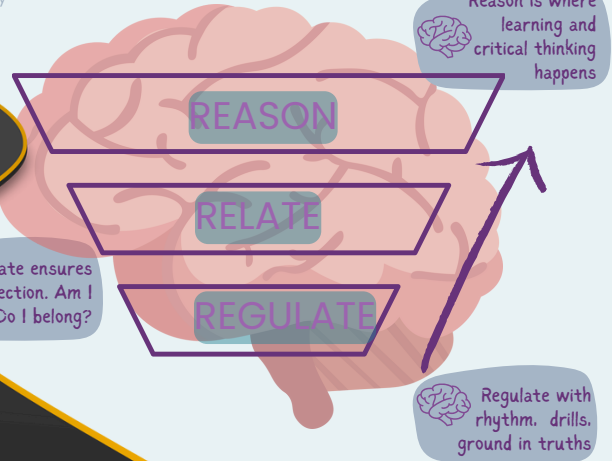 Reason is where
learning and
critical thinking
happens
REASON
RELATE
ate ensures
ection. Am I
Do I belong?
REGULATE
Regulate with
rhythm, drills,
ground in truths